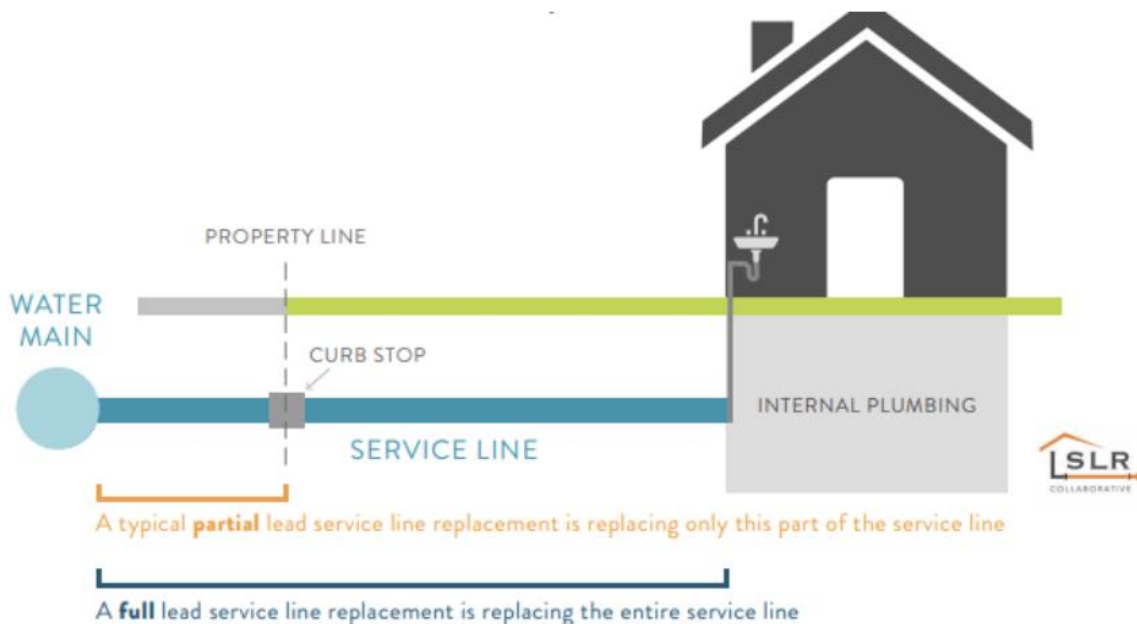 PROPERTY LINE
WATER
MAIN
CURB STOP
SERVICE LINE
INTERNAL PLUMBING
LSLR
COLLABORATIVE
A typical partial lead service line replacement is replacing only this part of the service line
A full lead service line replacement is replacing the entire service line